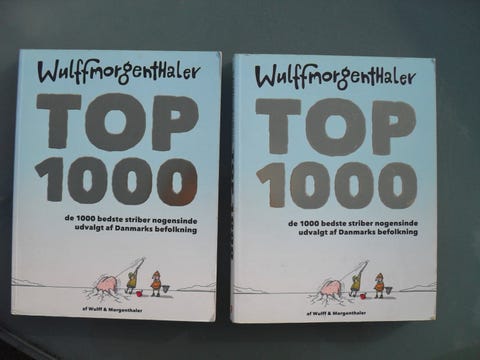 Wulffmorgenthaler
TOP
1000
de 1000 bedste striber nogensinde
udvalgt af Danmarks befolkning
af Wulff & Morgenthaler
Wulffmorgenthaler
TOP
1000
de 1000 bedste striber nogensinde
udvalgt af Danmarks befolkning
af Wulff & Morgenthaler